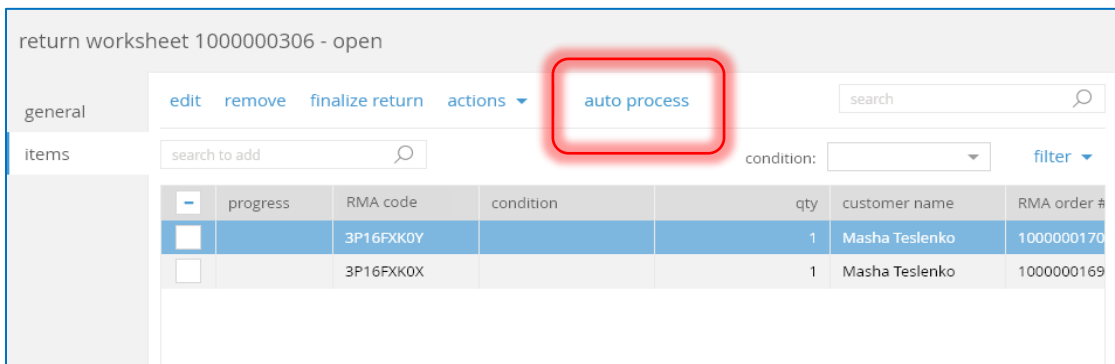 return worksheet 1000000306 - open
general
items
edit remove finalize return actions auto process search
search to add condition: filter
progress RMA code condition qty customer name RMA order #
3P16FXK0Y 1 Masha Teslenko 1000000170
3P16FXK0X 1 Masha Teslenko 1000000169